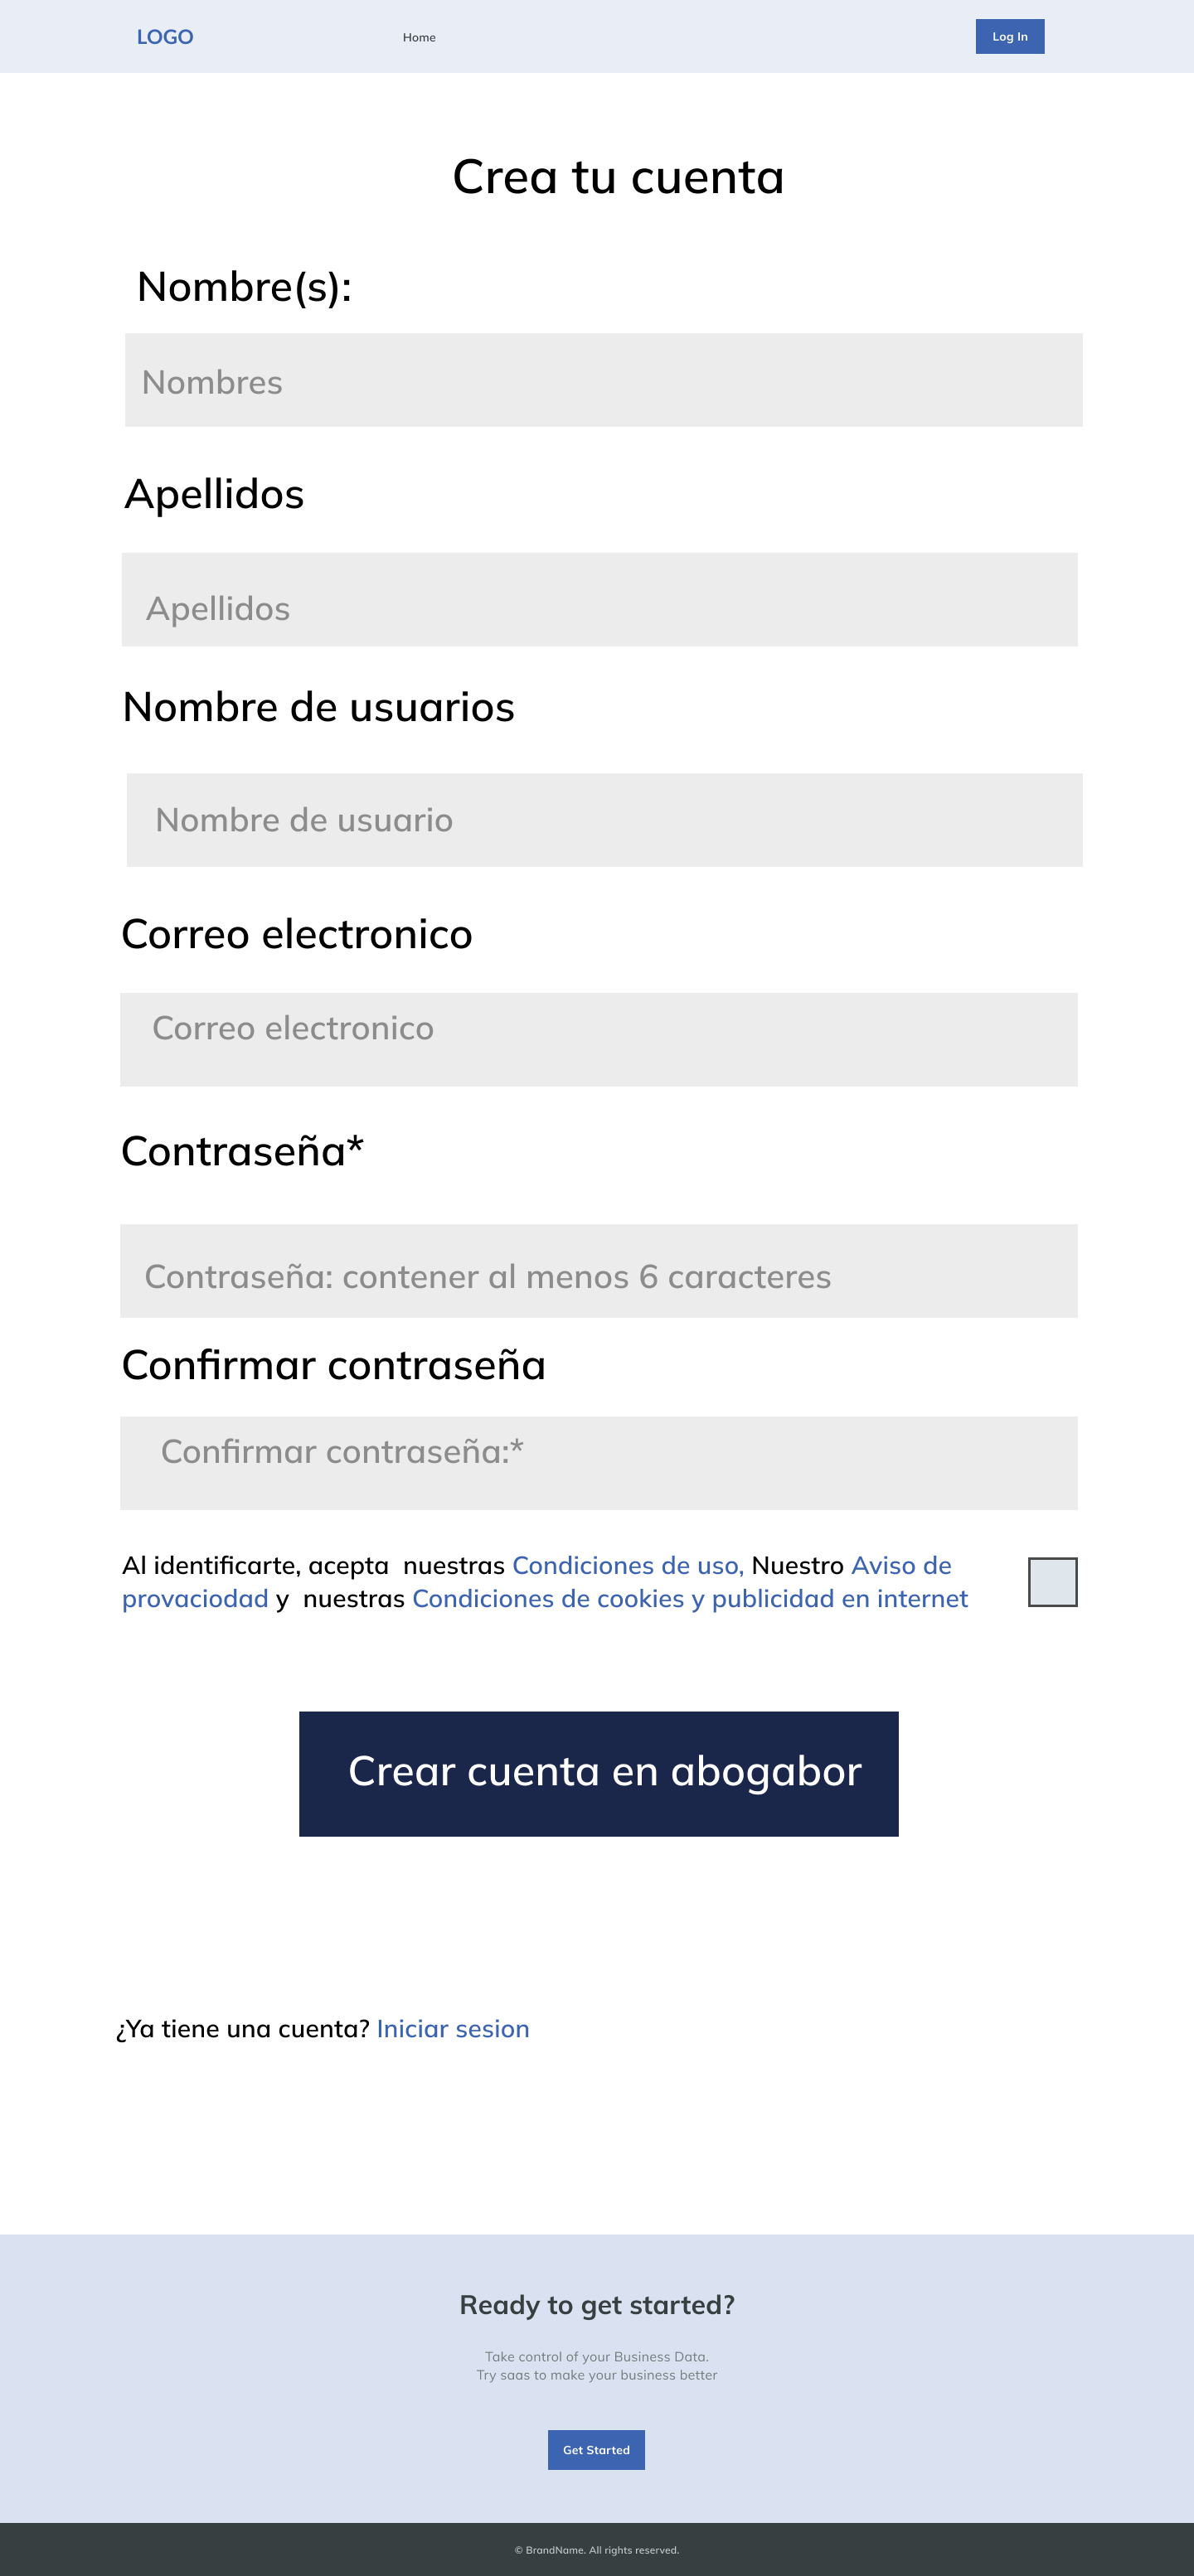 LOGO
Home
Log In
Crea tu cuenta
Nombre(s):
Nombres
Apellidos
Apellidos
Nombre de usuarios
Nombre de usuario
Correo electronico
Correo electronico
Contraseña*
Contraseña: contener al menos 6 caracteres
Confirmar contraseña
Confirmar contraseña:*
Al identificarte, acepta  nuestras Condiciones de uso, Nuestro Aviso de
provaciodad y  nuestras Condiciones de cookies y publicidad en internet
Crear cuenta en abogabor
¿Ya tiene una cuenta? Iniciar sesion
Ready to get started?
Take control of your Business Data.
Try saas to make your business better
Get Started
© BrandName. All rights reserved.